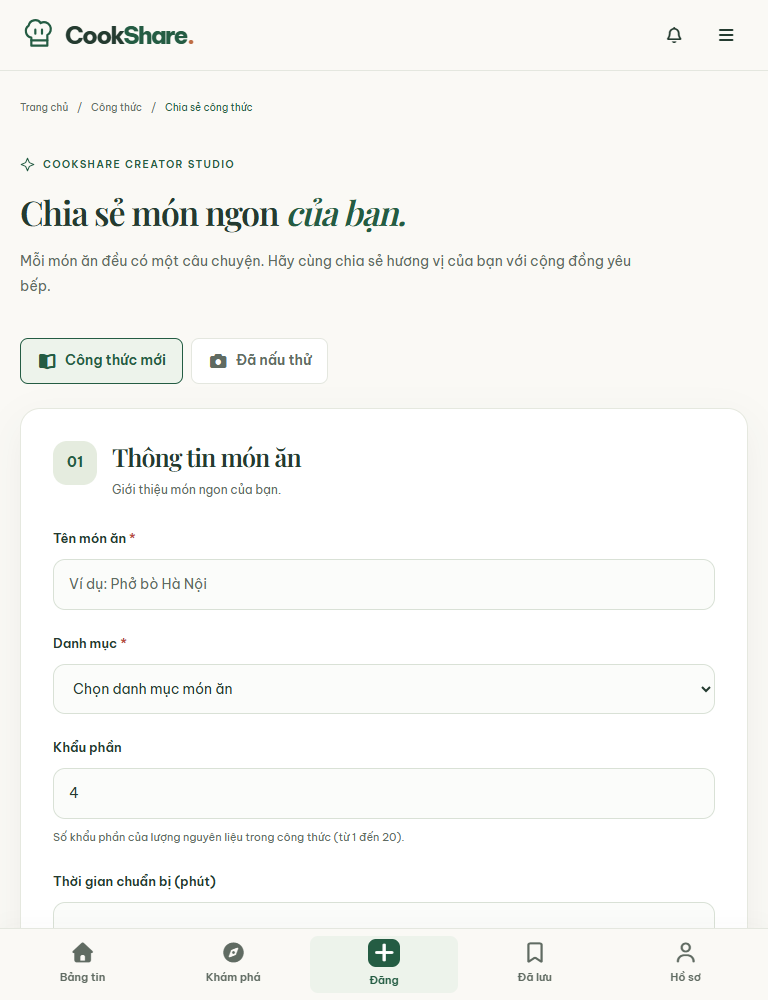 CookShare.
Trang chủ / Công thức / Chia sẻ công thức
COOKSHARE CREATOR STUDIO
Chia sẻ món ngon của bạn.
Mỗi món ăn đều có một câu chuyện. Hãy cùng chia sẻ hương vị của bạn với cộng đồng yêu
bếp.
Công thức mới
Đã nấu thử
01
Thông tin món ăn
Giới thiệu món ngon của bạn.
Tên món ăn *
Ví dụ: Phở bò Hà Nội
Danh mục *
Chọn danh mục món ăn
Khẩu phần
4
Số khẩu phần của lượng nguyên liệu trong công thức (từ 1 đến 20).
Thời gian chuẩn bị (phút)
Bảng tin
Khám phá
Đăng
Đã lưu
Hồ sơ